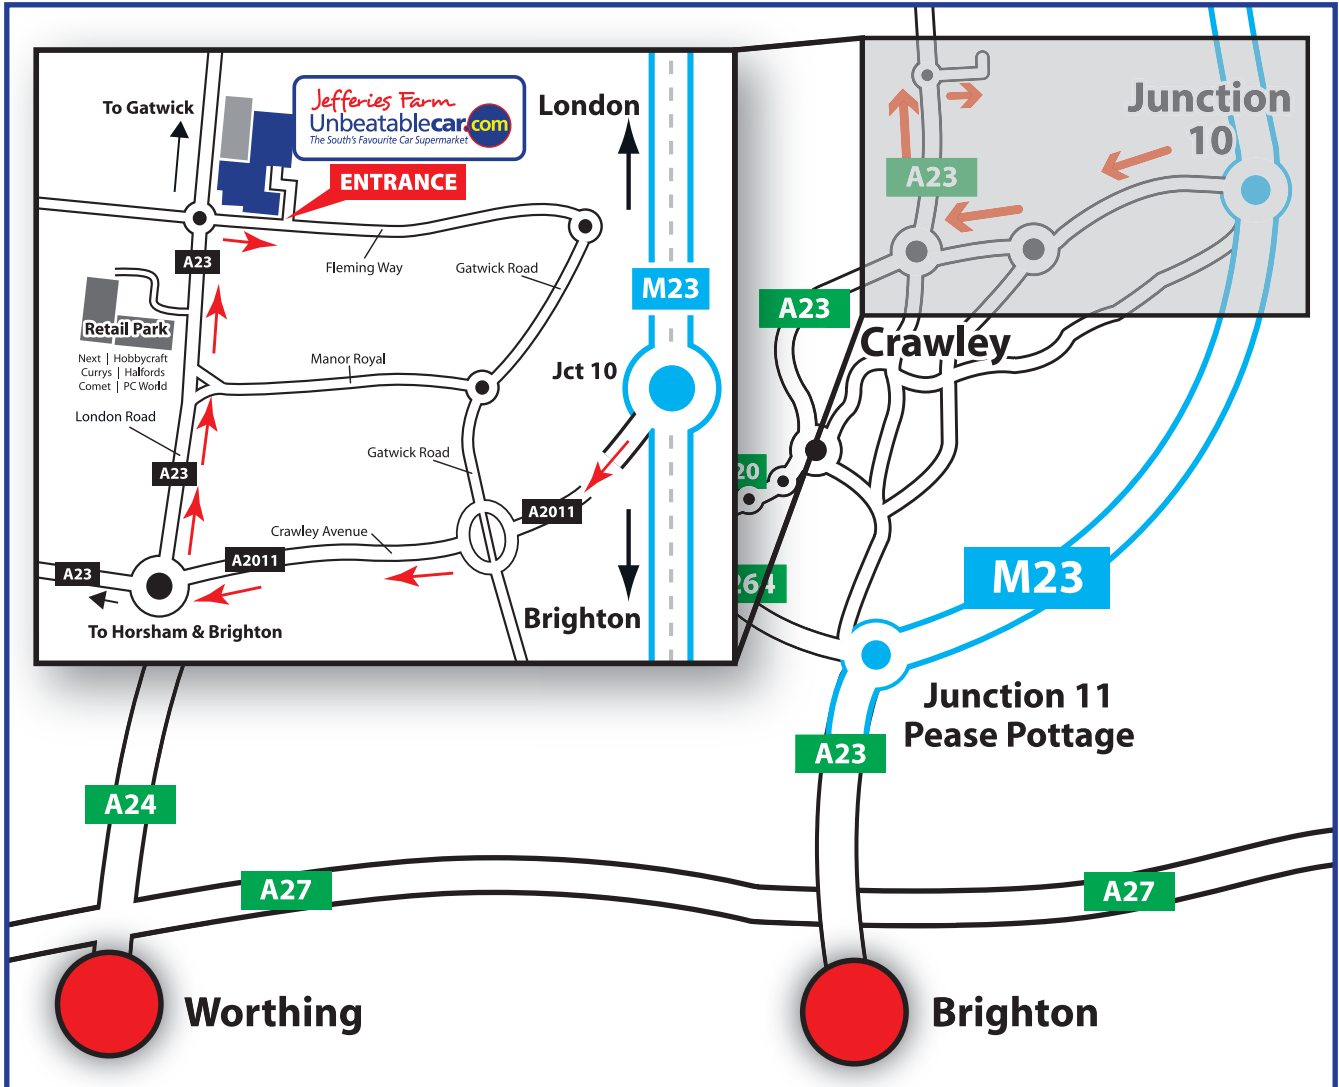 To Gatwick
Jefferies Farm
Unbeatablecar.com
The South's Favourite Car Supermarket
ENTRANCE
London
A23
Fleming Way
Gatwick Road
M23
Retail Park
Next | Hobbycraft
Currys | Halfords
Comet | PC World
Manor Royal
Jct 10
London Road
A23
Gatwick Road
A2011
Crawley Avenue
A2011
A23
To Horsham & Brighton
Brighton
Junction
10
A23
A23
Crawley
20
264
M23
Junction 11
Pease Pottage
A23
A24
A27
A27
Worthing
Brighton